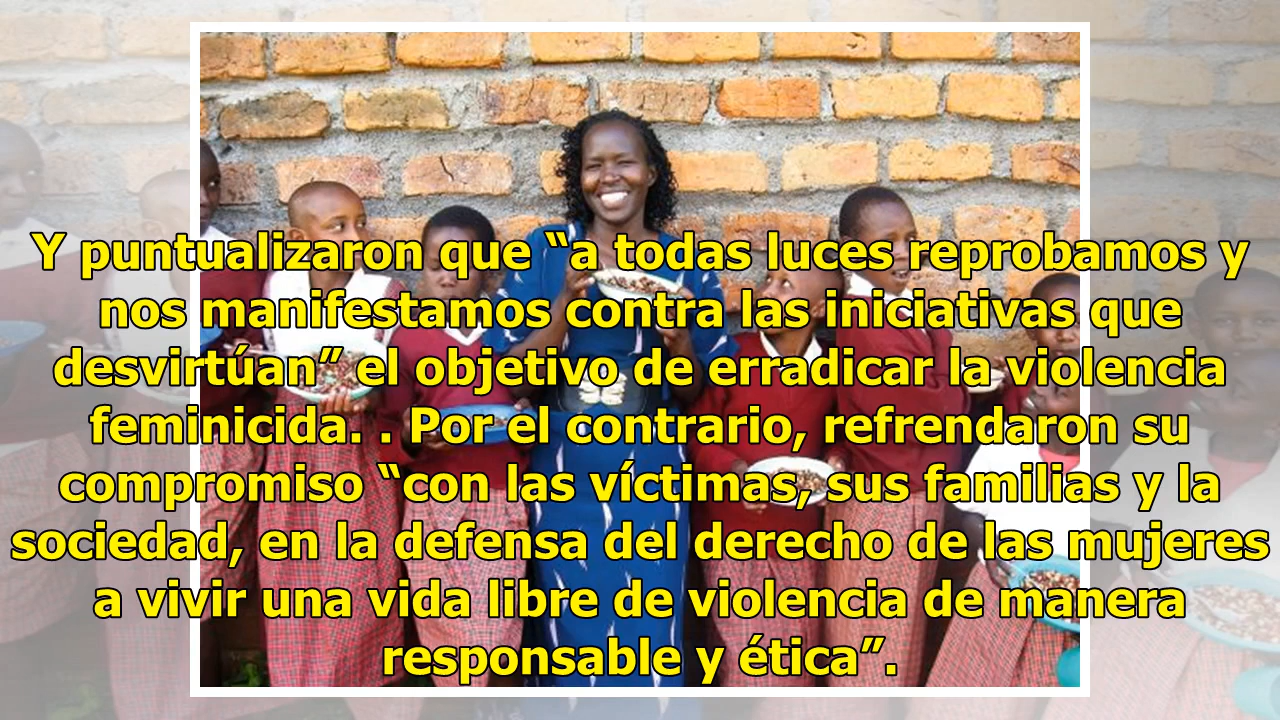 Y puntualizaron que “a todas luces reprobamos y
nos manifestamos contra las iniciativas que
desvirtúan” el objetivo de erradicar la violencia
feminicida. . Por el contrario, refrendaron su
compromiso “con las víctimas, sus familias y la
sociedad, en la defensa del derecho de las mujeres
a vivir una vida libre de violencia de manera
responsable y ética”.